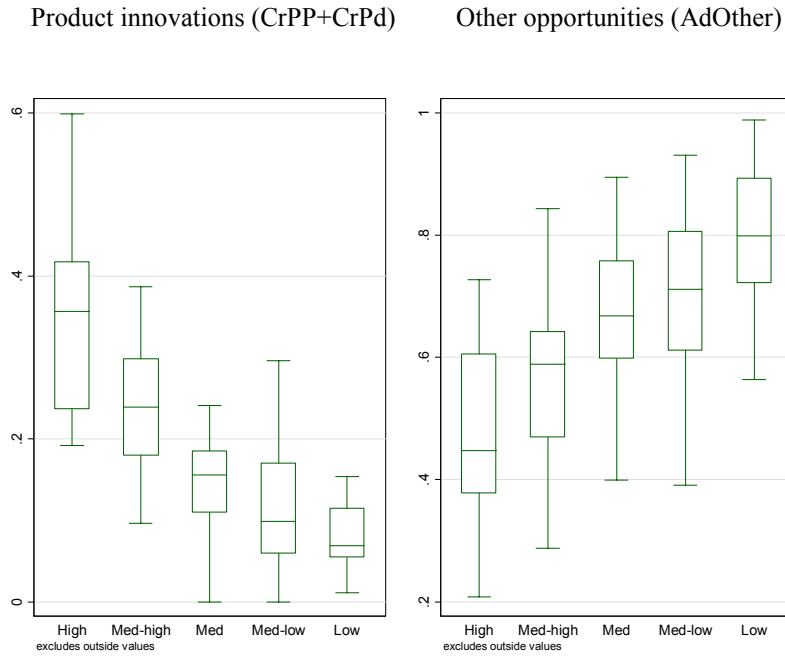 Product innovations (CrPP+CrPd)
Other opportunities (AdOther)
.6
.4
.2
0
High Med-high Med Med-low Low
excludes outside values
1
.8
.6
.4
.2
High Med-high Med Med-low Low
excludes outside values